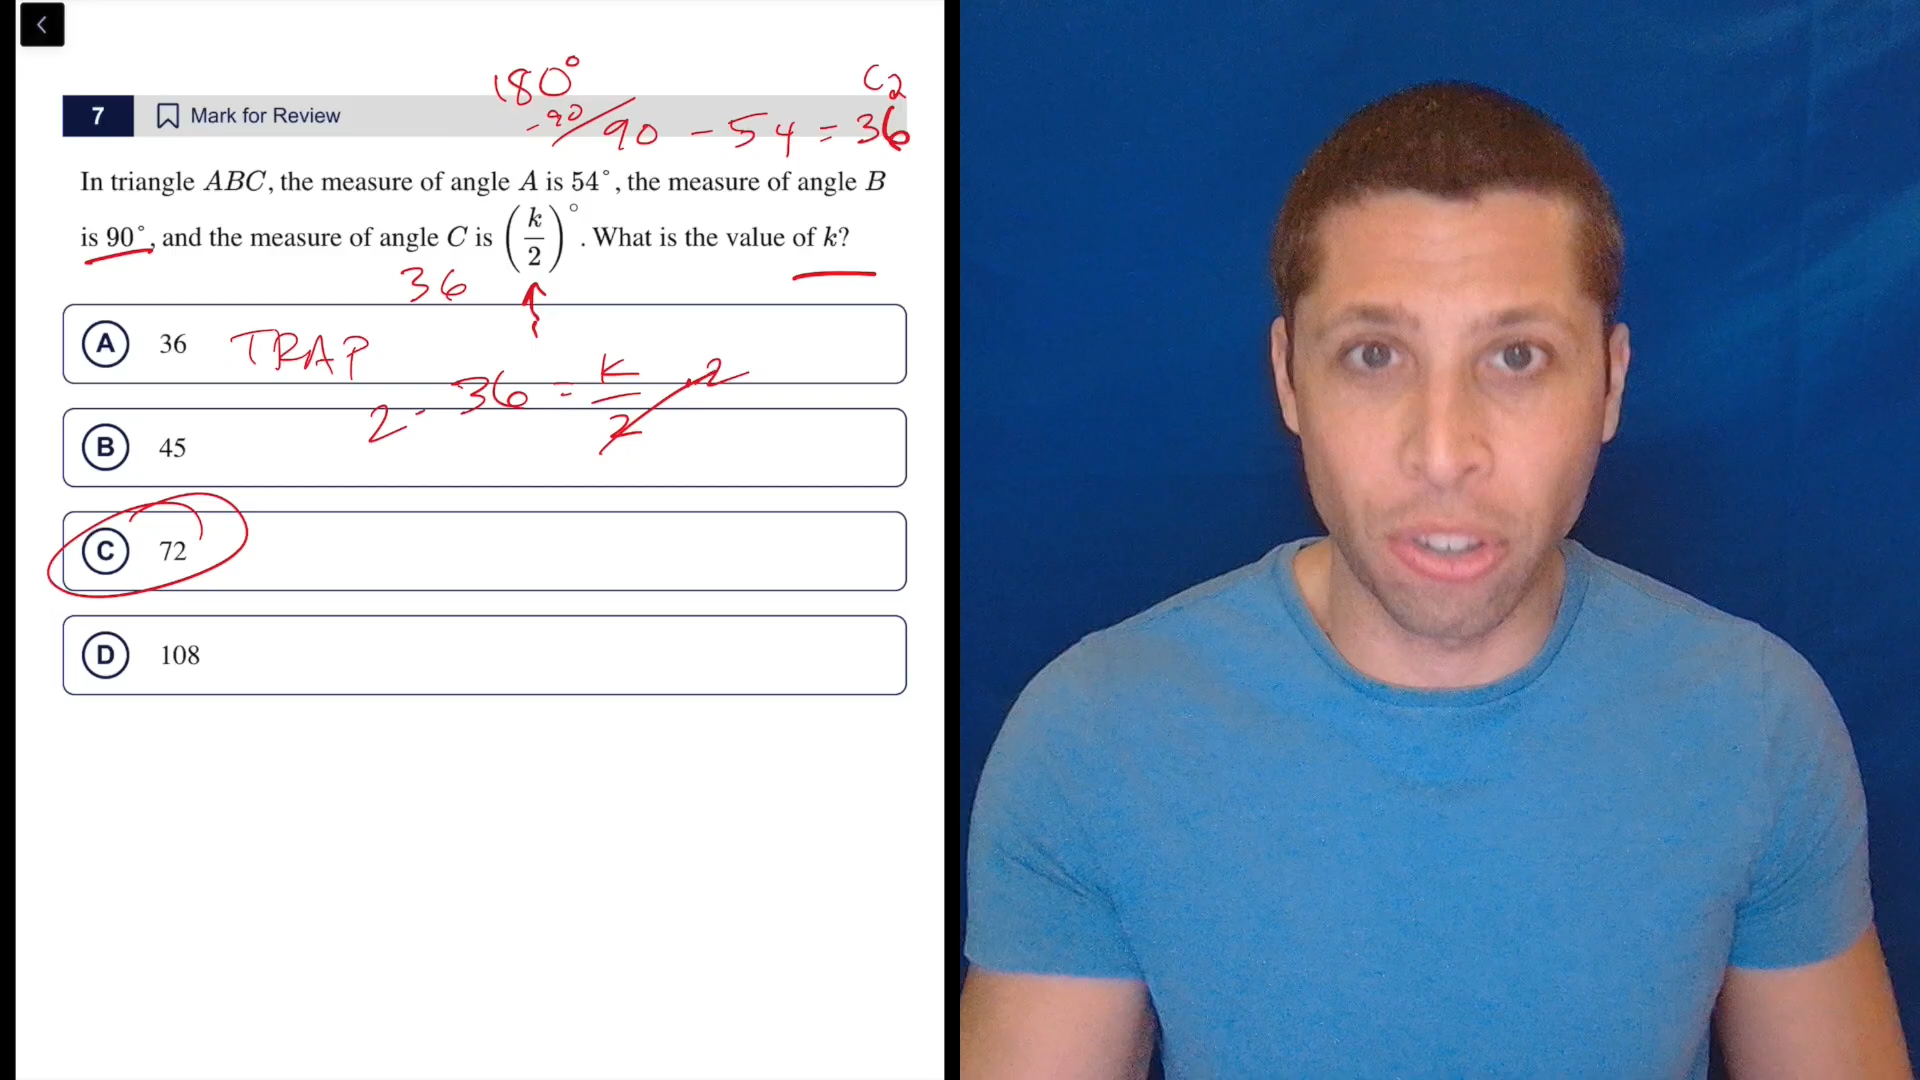 180° C2
-90 90 - 54 = 36
7 Mark for Review
In triangle ABC, the measure of angle A is 54°, the measure of angle B
is 90°, and the measure of angle C is (k/2)°. What is the value of k?
36
A 36 TRAP
2 · 36 = k/2 · 2
B 45
C 72
D 108